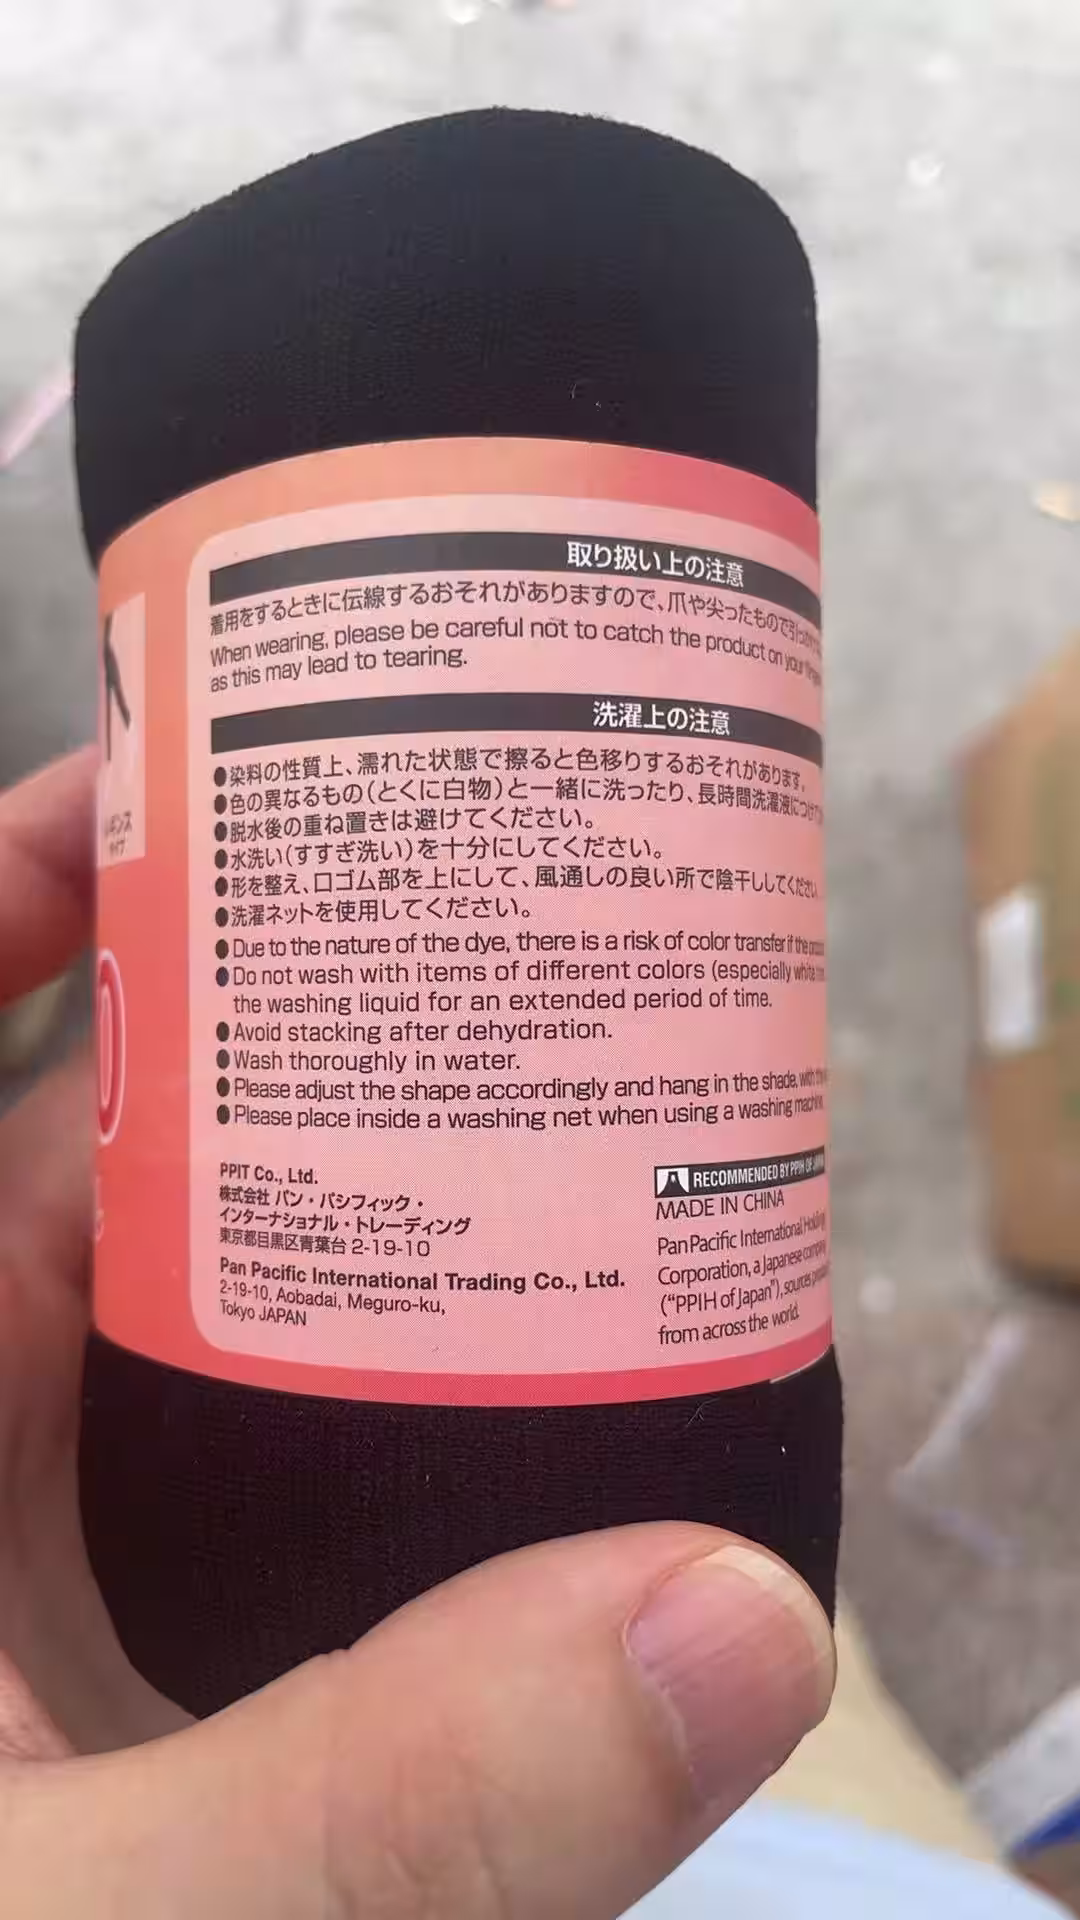 取り扱い上の注意
着用をするときに伝線するおそれがありますので、爪や尖ったもので
When wearing, please be careful not to catch the product on your
as this may lead to tearing.
洗濯上の注意
●染料の性質上、濡れた状態で擦ると色移りするおそれがあります。
●色の異なるもの(とくに白物)と一緒に洗ったり、長時間洗濯液に
●脱水後の重ね置きは避けてください。
●水洗い(すすぎ洗い)を十分にしてください。
●形を整え、口ゴム部を上にして、風通しの良い所で陰干ししてください
●洗濯ネットを使用してください。
●Due to the nature of the dye, there is a risk of color transfer if the
●Do not wash with items of different colors (especially white
the washing liquid for an extended period of time.
●Avoid stacking after dehydration.
●Wash thoroughly in water.
●Please adjust the shape accordingly and hang in the shade, with
●Please place inside a washing net when using a washing
PPIT Co., Ltd.
株式会社 パン・パシフィック・
インターナショナル・トレーディング
東京都目黒区青葉台 2-19-10
Pan Pacific International Trading Co., Ltd.
2-19-10, Aobadai, Meguro-ku,
Tokyo JAPAN
RECOMMENDED BY PPIH OF JAPAN
MADE IN CHINA
Pan Pacific International
Corporation, a Japanese company
("PPIH of Japan"), sources
from across the world.
タイプ